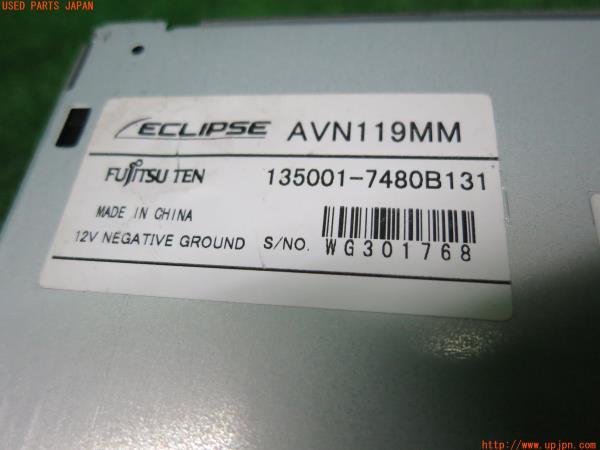 USED PARTS JAPAN
ECLIPSE AVN119MM
FUJITSU TEN 135001-7480B131
MADE IN CHINA
12V NEGATIVE GROUND S/NO. WG301768
http://www.upjpn.com/